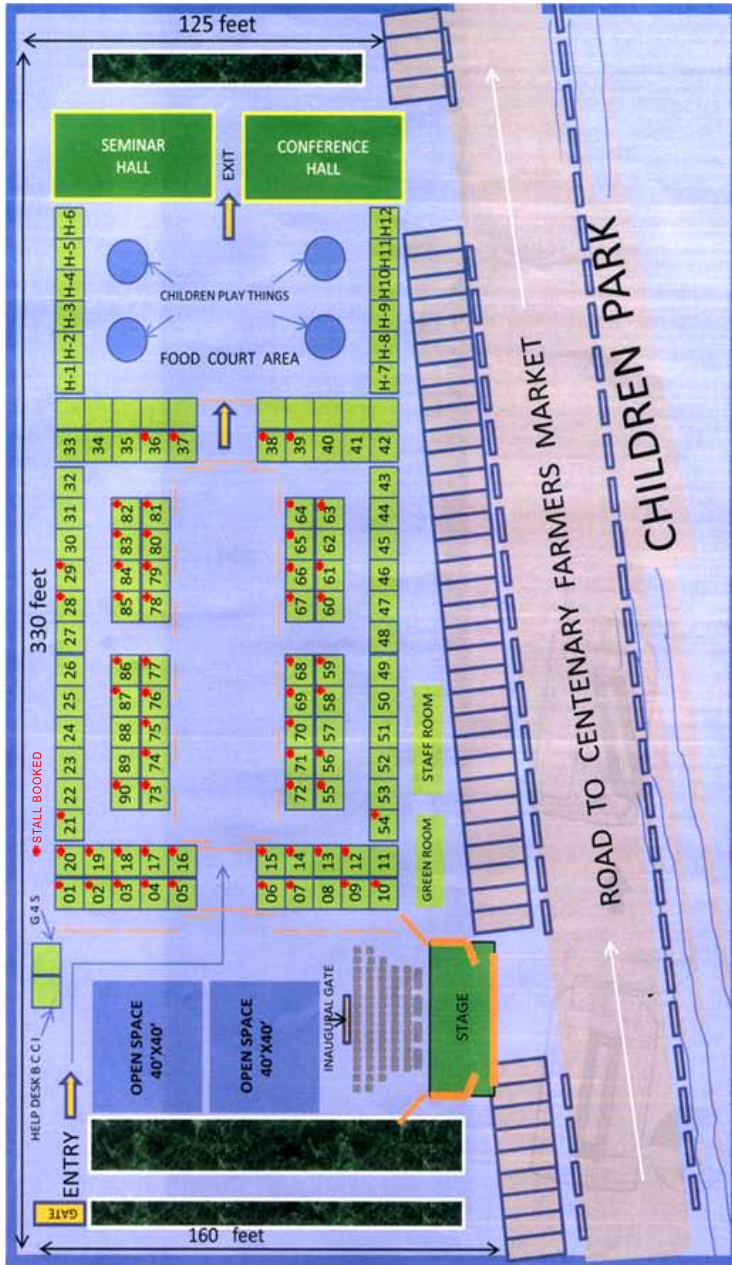 125 feet
SEMINAR
HALL
CONFERENCE
HALL
EXIT
H-1 H-2 H-3 H-4 H-5 H-6
CHILDREN PLAY THINGS
FOOD COURT AREA
H-7 H-8 H-9 H10 H11 H12
33
34
35
36
37
38
39
40
41
42
330 feet
21 22 23 24 25 26 27 28 29 30 31 32
90 89 88 87 86
85 84 83 82
73 74 75 76 77
78 79 80 81
72 71 70 69 68
67 66 65 64
55 56 57 58 59
60 61 62 63
54 53 52 51 50 49 48 47 46 45 44 43
STALL BOOKED
01 20
02 19
03 18
04 17
05 16
06 15
07 14
08 13
09 12
10 11
GREEN ROOM
STAFF ROOM
G4S
HELP DESK B C C I
OPEN SPACE
40'X40'
OPEN SPACE
40'X40'
INAUGURAL GATE
STAGE
ENTRY
GATE
160 feet
ROAD TO CENTENARY FARMERS MARKET
CHILDREN PARK